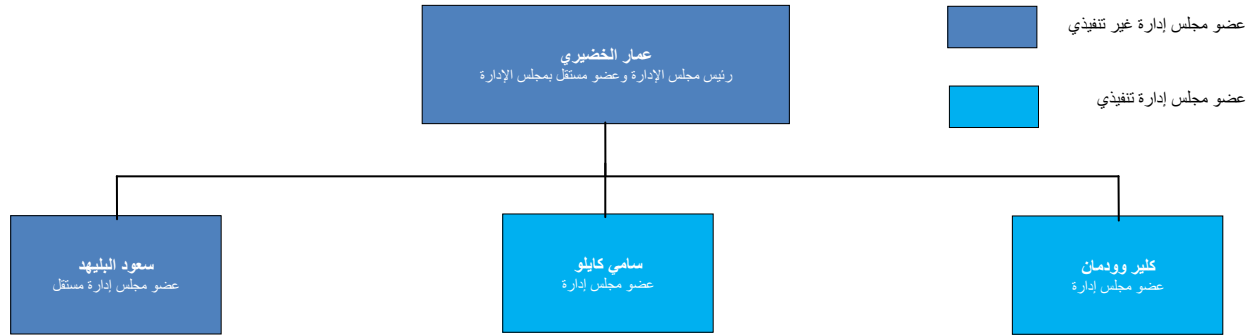 عضو مجلس إدارة غير تنفيذي
عضو مجلس إدارة تنفيذي
عمار الخضيري
رئيس مجلس الإدارة وعضو مستقل بمجلس الإدارة
كلير وودمان
عضو مجلس إدارة
سامي كايلو
عضو مجلس إدارة
سعود البليهد
عضو مجلس إدارة مستقل